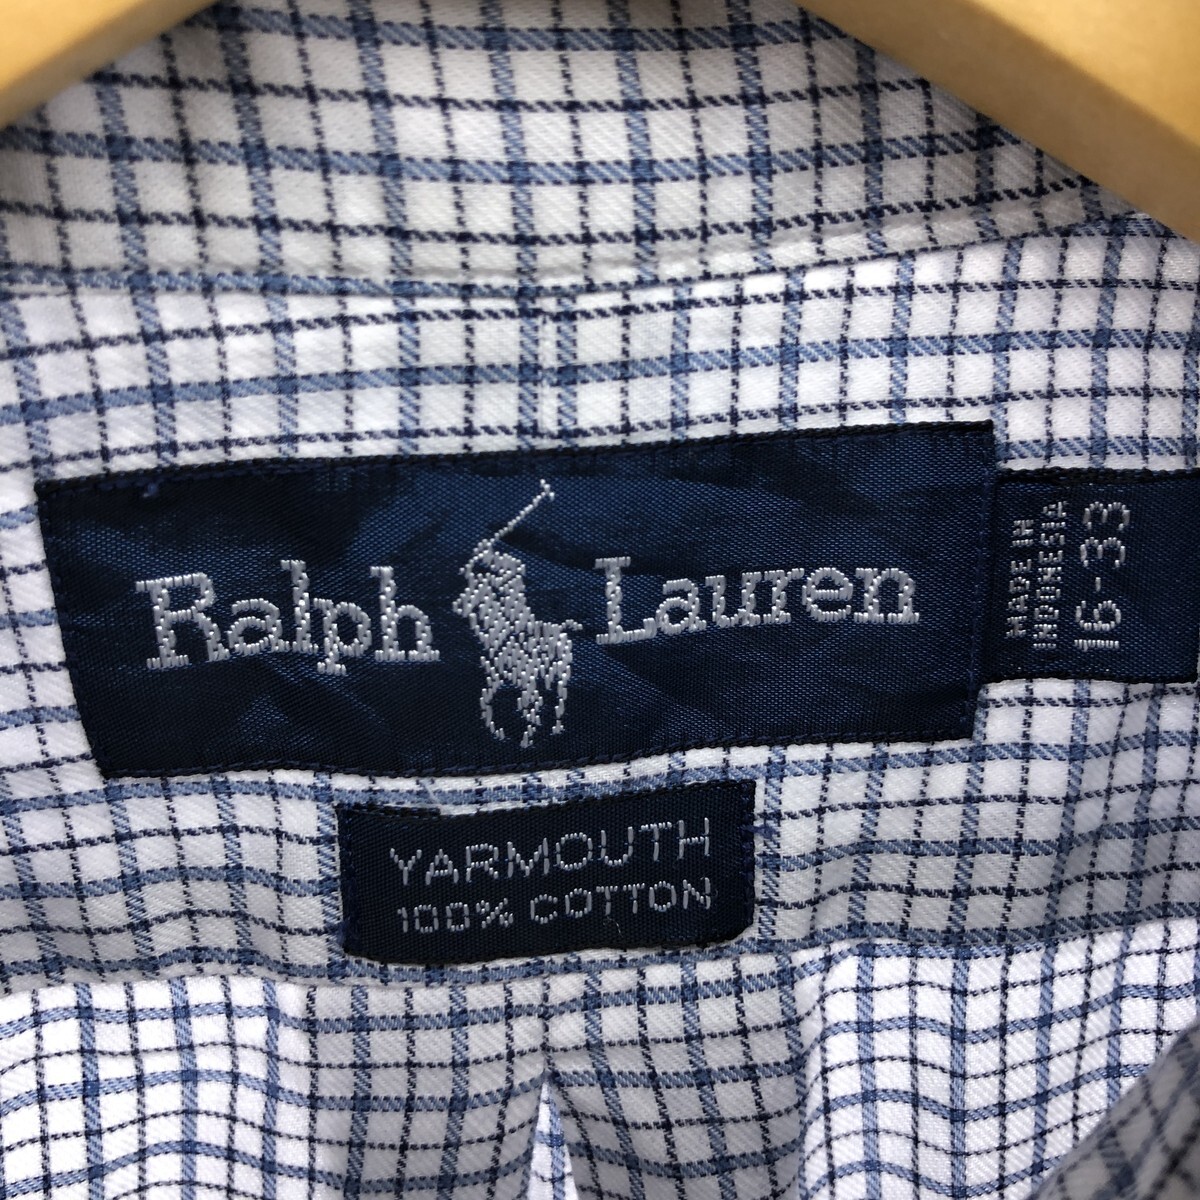 Ralph Lauren
MADE IN
INDONESIA
16-33
YARMOUTH
100% COTTON